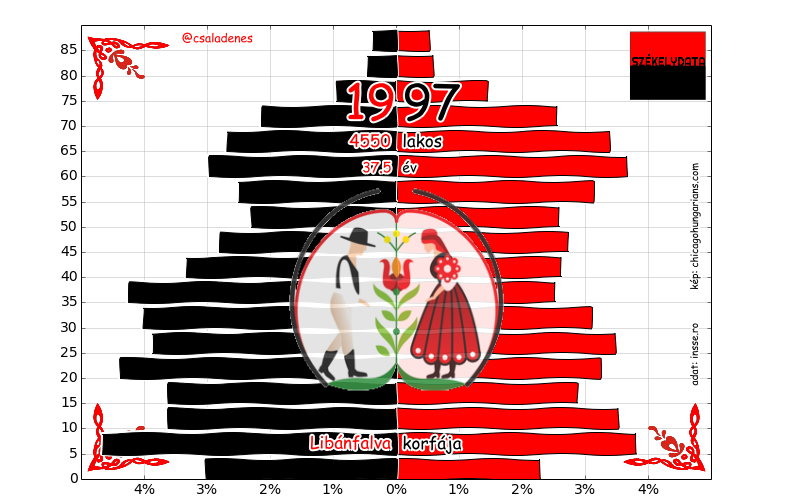 @csaladenes
SZÉKELYDATA
1997
4550 lakos
37.5 év
kép: chicagohungarians.com
adat: insse.ro
Libánfalva korfája
85
80
75
70
65
60
55
50
45
40
35
30
25
20
15
10
5
0
4% 3% 2% 1% 0% 1% 2% 3% 4%